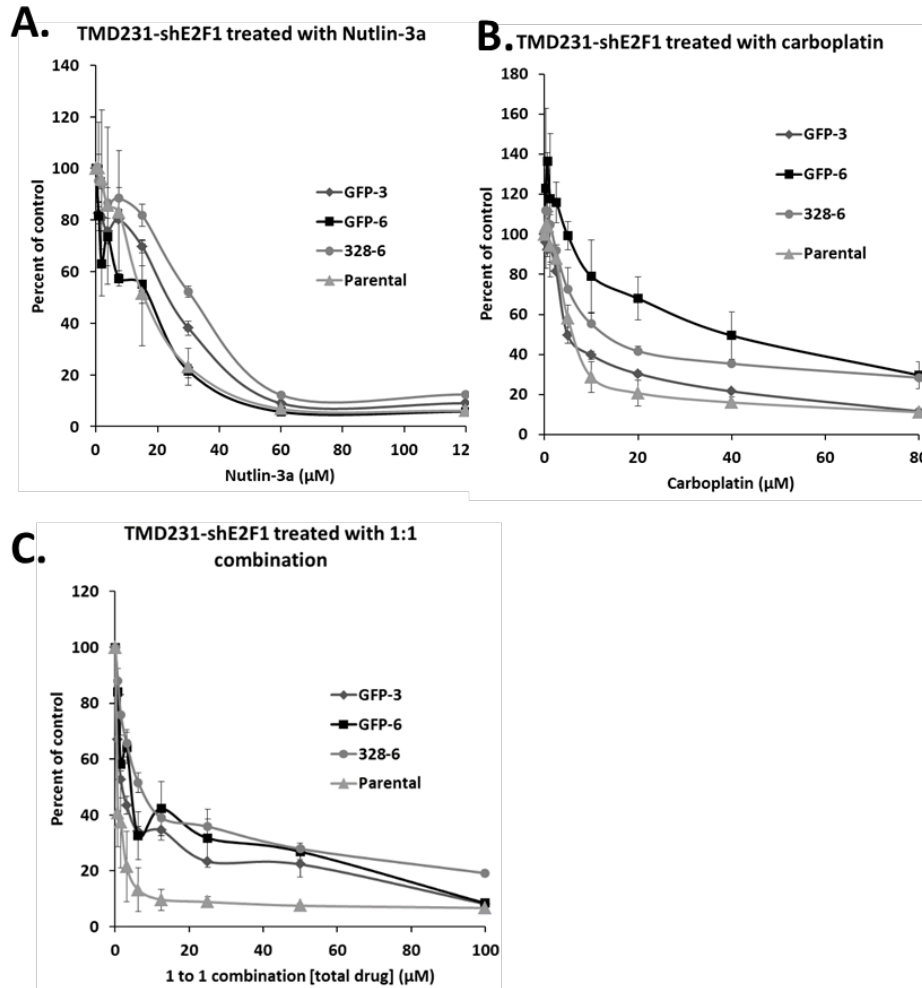 A.
TMD231-shE2F1 treated with Nutlin-3a
140
120
100
80
60
40
20
0
Percent of control
GFP-3
GFP-6
328-6
Parental
0 20 40 60 80 100 12
Nutlin-3a (μM)
B.
TMD231-shE2F1 treated with carboplatin
180
160
140
120
100
80
60
40
20
0
Percent of control
GFP-3
GFP-6
328-6
Parental
0 20 40 60 80
Carboplatin (μM)
C.
TMD231-shE2F1 treated with 1:1
combination
120
100
80
60
40
20
0
Percent of control
GFP-3
GFP-6
328-6
Parental
0 20 40 60 80 100
1 to 1 combination [total drug] (μM)